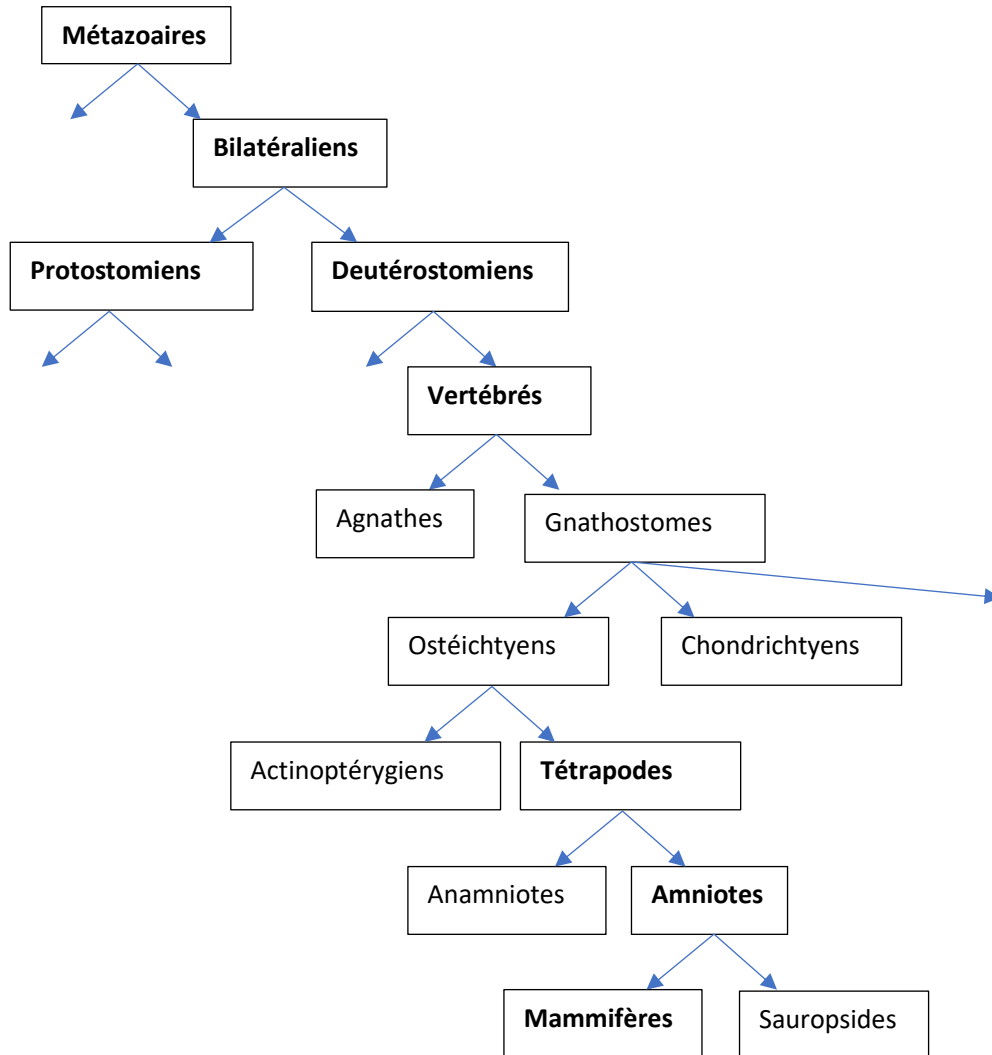 Métazoaires
Bilatéraliens
Protostomiens
Deutérostomiens
Vertébrés
Agnathes
Gnathostomes
Ostéichtyens
Chondrichtyens
Actinoptérygiens
Tétrapodes
Anamniotes
Amniotes
Mammifères
Sauropsides